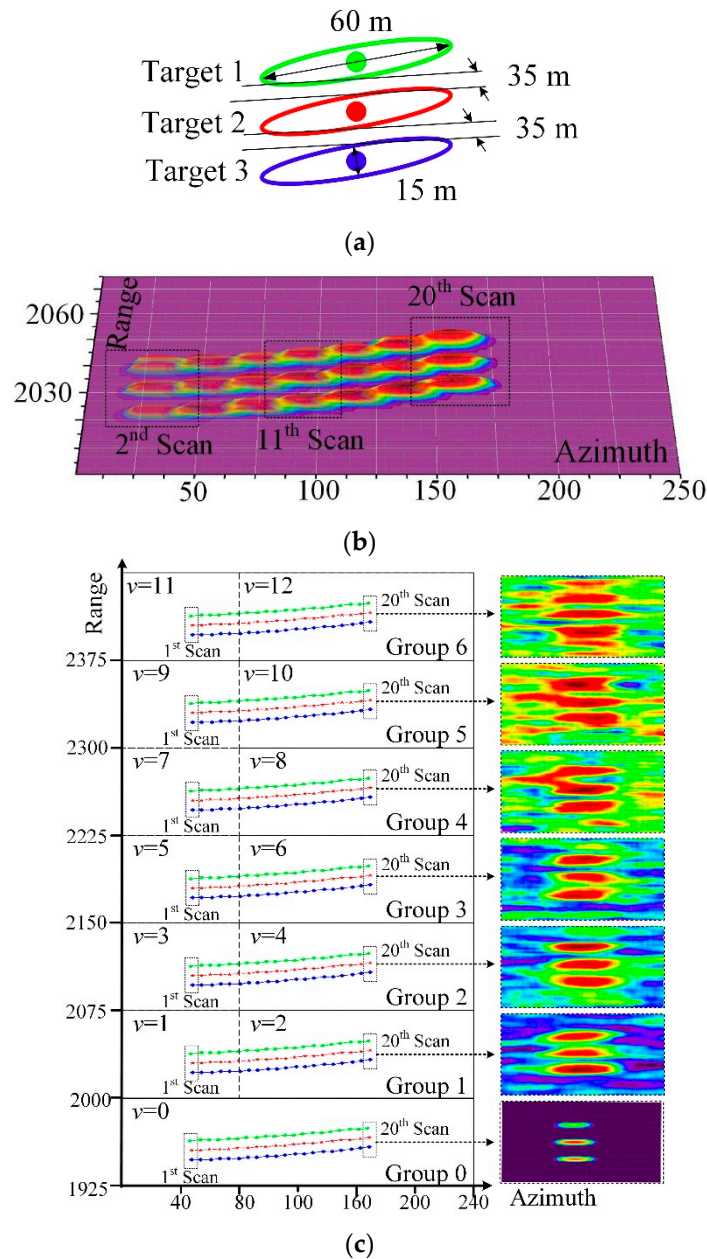 60 m
Target 1
35 m
Target 2
35 m
Target 3
15 m
(a)
Range
2060
2030
20th Scan
11th Scan
2nd Scan
Azimuth
50 100 150 200 250
(b)
Range
v=11 v=12
20th Scan
1st Scan
Group 6
2375
v=9 v=10
20th Scan
1st Scan
Group 5
2300
v=7 v=8
20th Scan
1st Scan
Group 4
2225
v=5 v=6
20th Scan
1st Scan
Group 3
2150
v=3 v=4
20th Scan
1st Scan
Group 2
2075
v=1 v=2
20th Scan
1st Scan
Group 1
2000
v=0
20th Scan
1st Scan
Group 0
1925
40 80 120 160 200 240
Azimuth
(c)